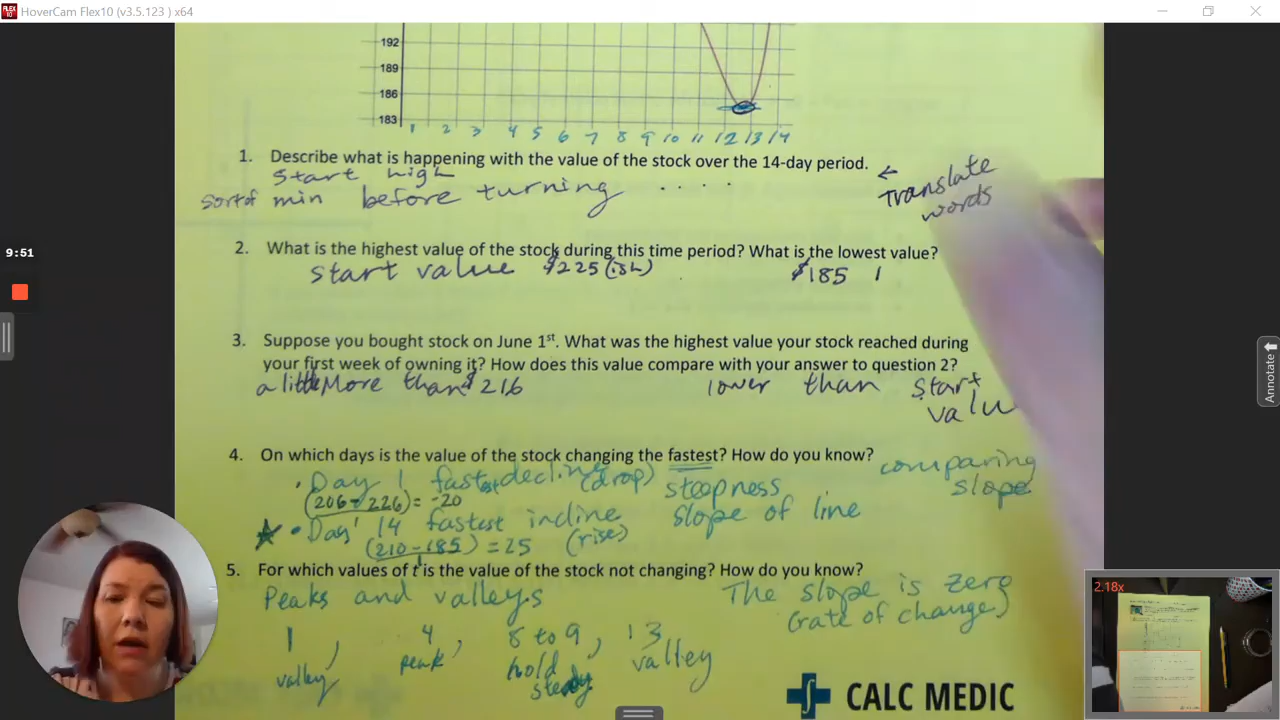 HoverCam Flex10 (v3.5.123) x64
192
189
186
183
1 2 3 4 5 6 7 8 9 10 11 12 13 14
1. Describe what is happening with the value of the stock over the 14-day period. ←
start high
sort of min before turning . . . .
translate
words
2. What is the highest value of the stock during this time period? What is the lowest value?
start value $225 (ish) $185
3. Suppose you bought stock on June 1st. What was the highest value your stock reached during
your first week of owning it? How does this value compare with your answer to question 2?
a little More than $216 lower than start
valu
4. On which days is the value of the stock changing the fastest? How do you know?
comparing
slope
• Day 1 fastest decline (drop) steepness
(206-226) = -20
• Day 14 fastest incline slope of line
(210-185) = 25 (rise)
1
5. For which values of t is the value of the stock not changing? How do you know?
Peaks and valleys The slope is zero
(rate of change)
1, 4, 8 to 9, 13
valley peak hold valley
steady
CALC MEDIC
9:51
Annotate
2.18x